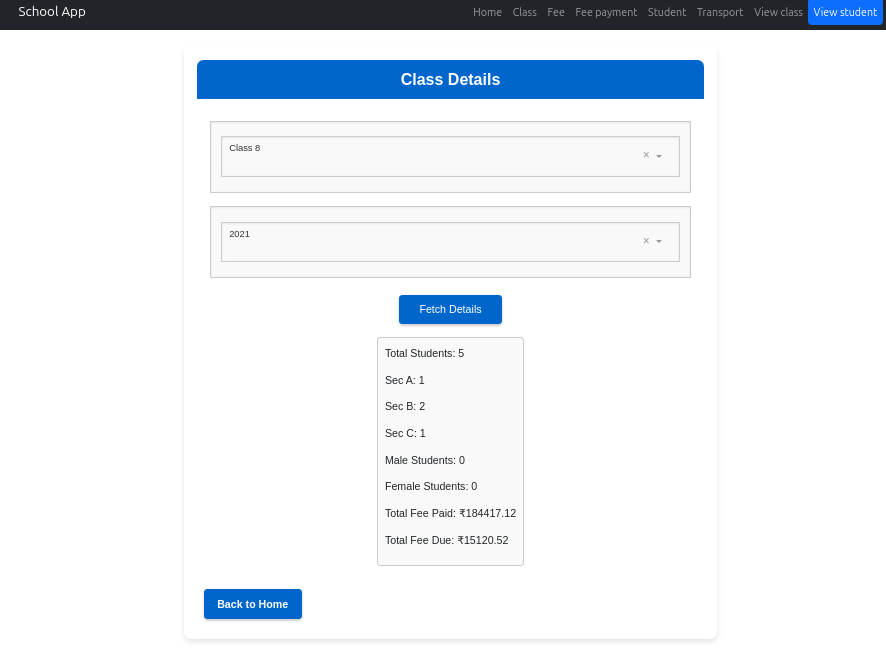 School App
Home Class Fee Fee payment Student Transport View class View student
Class Details
Class 8 ×
2021 ×
Fetch Details
Total Students: 5
Sec A: 1
Sec B: 2
Sec C: 1
Male Students: 0
Female Students: 0
Total Fee Paid: ₹184417.12
Total Fee Due: ₹15120.52
Back to Home